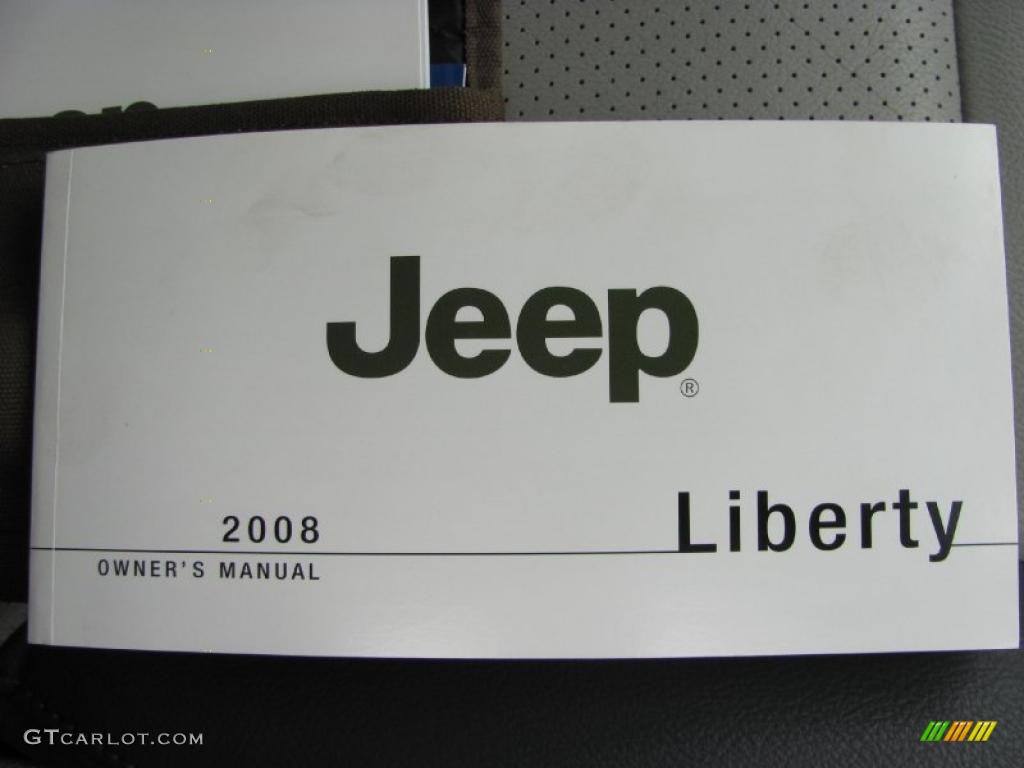 Jeep®
2008
Liberty
OWNER'S MANUAL
GTCARLOT.COM